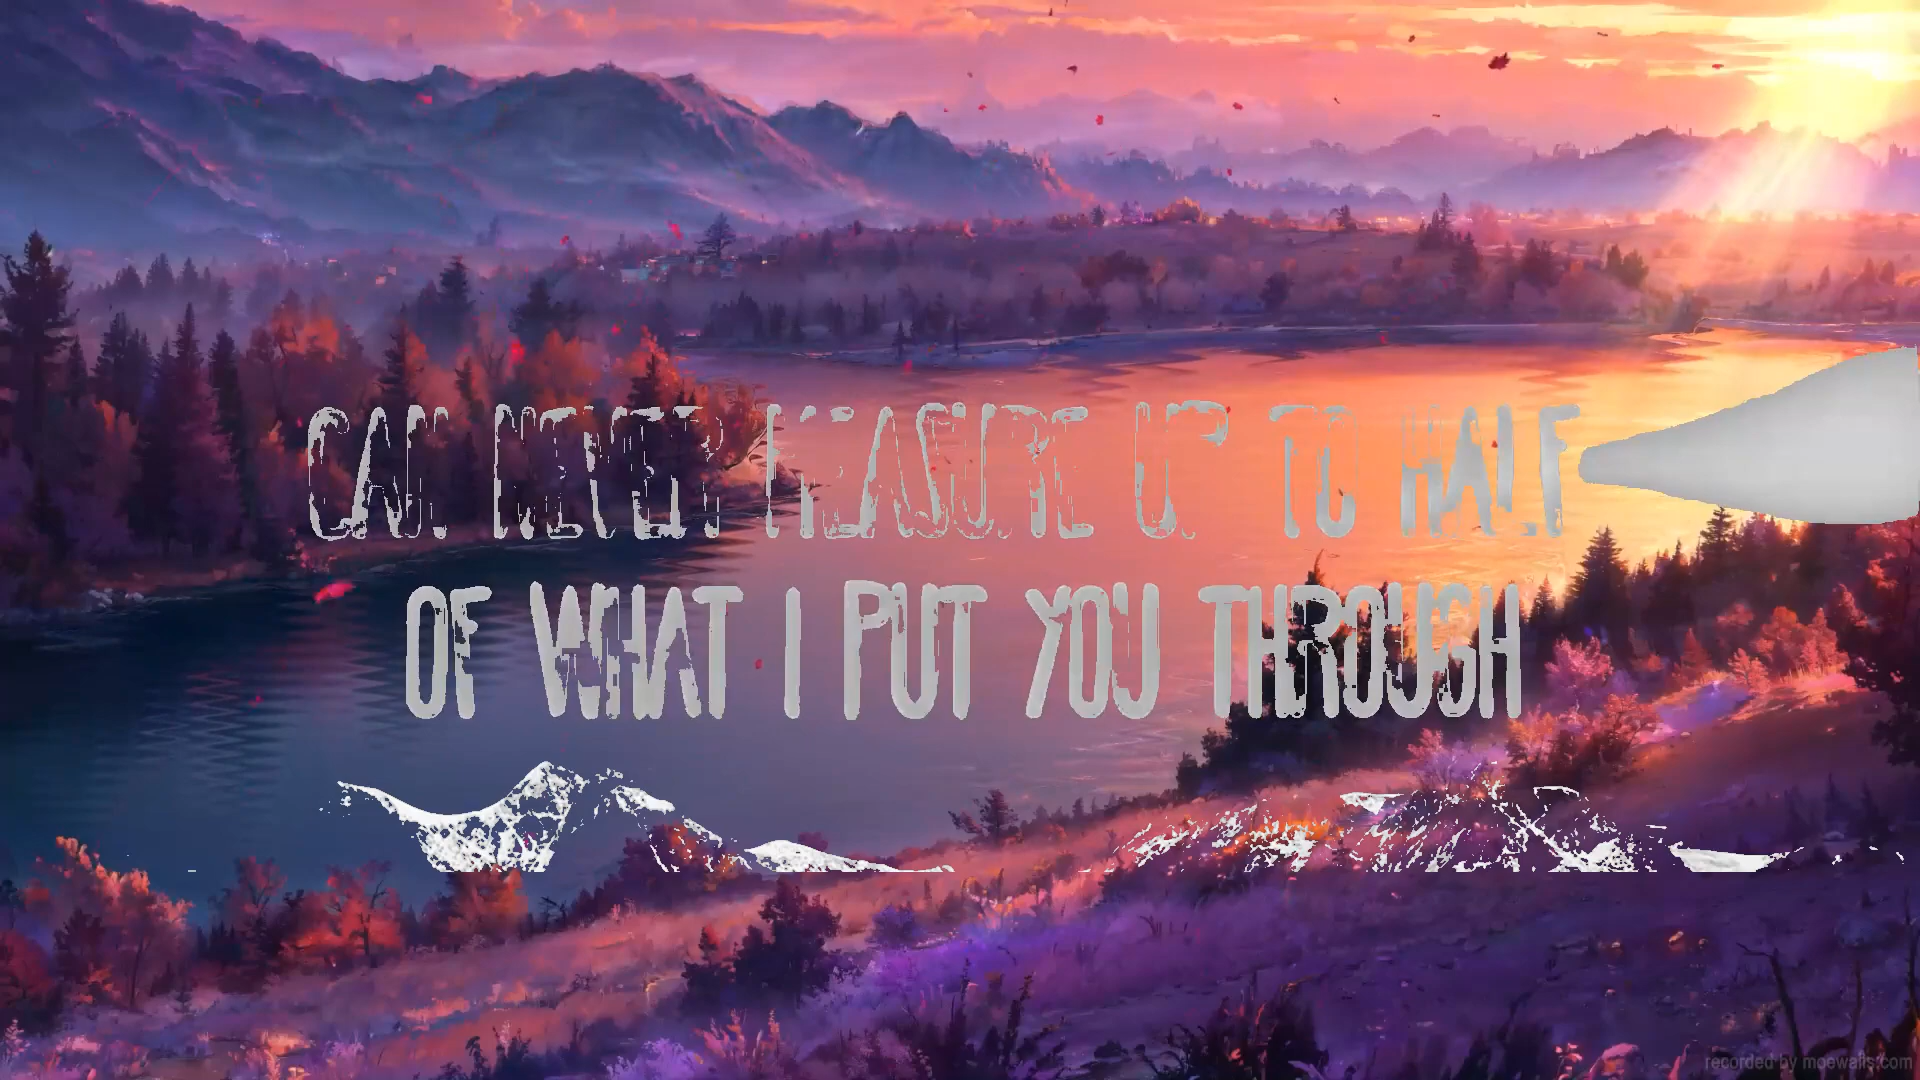 CAN NEVER MEASURE UP TO HALF
OF WHAT I PUT YOU THROUGH
recorded by moewalls.com